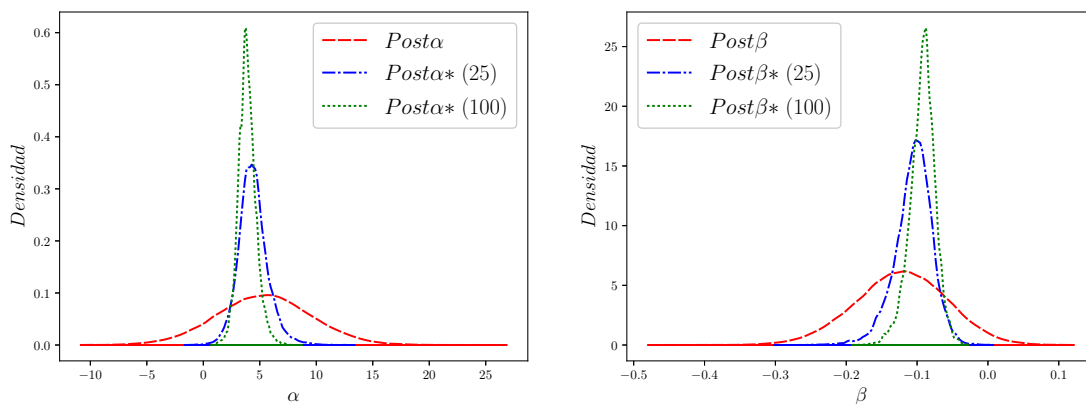 0.6
0.5
0.4
0.3
0.2
0.1
0.0
Densidad
−10 −5 0 5 10 15 20 25
α
Postα
Postα* (25)
Postα* (100)
25
20
15
10
5
0
Densidad
−0.5 −0.4 −0.3 −0.2 −0.1 0.0 0.1
β
Postβ
Postβ* (25)
Postβ* (100)